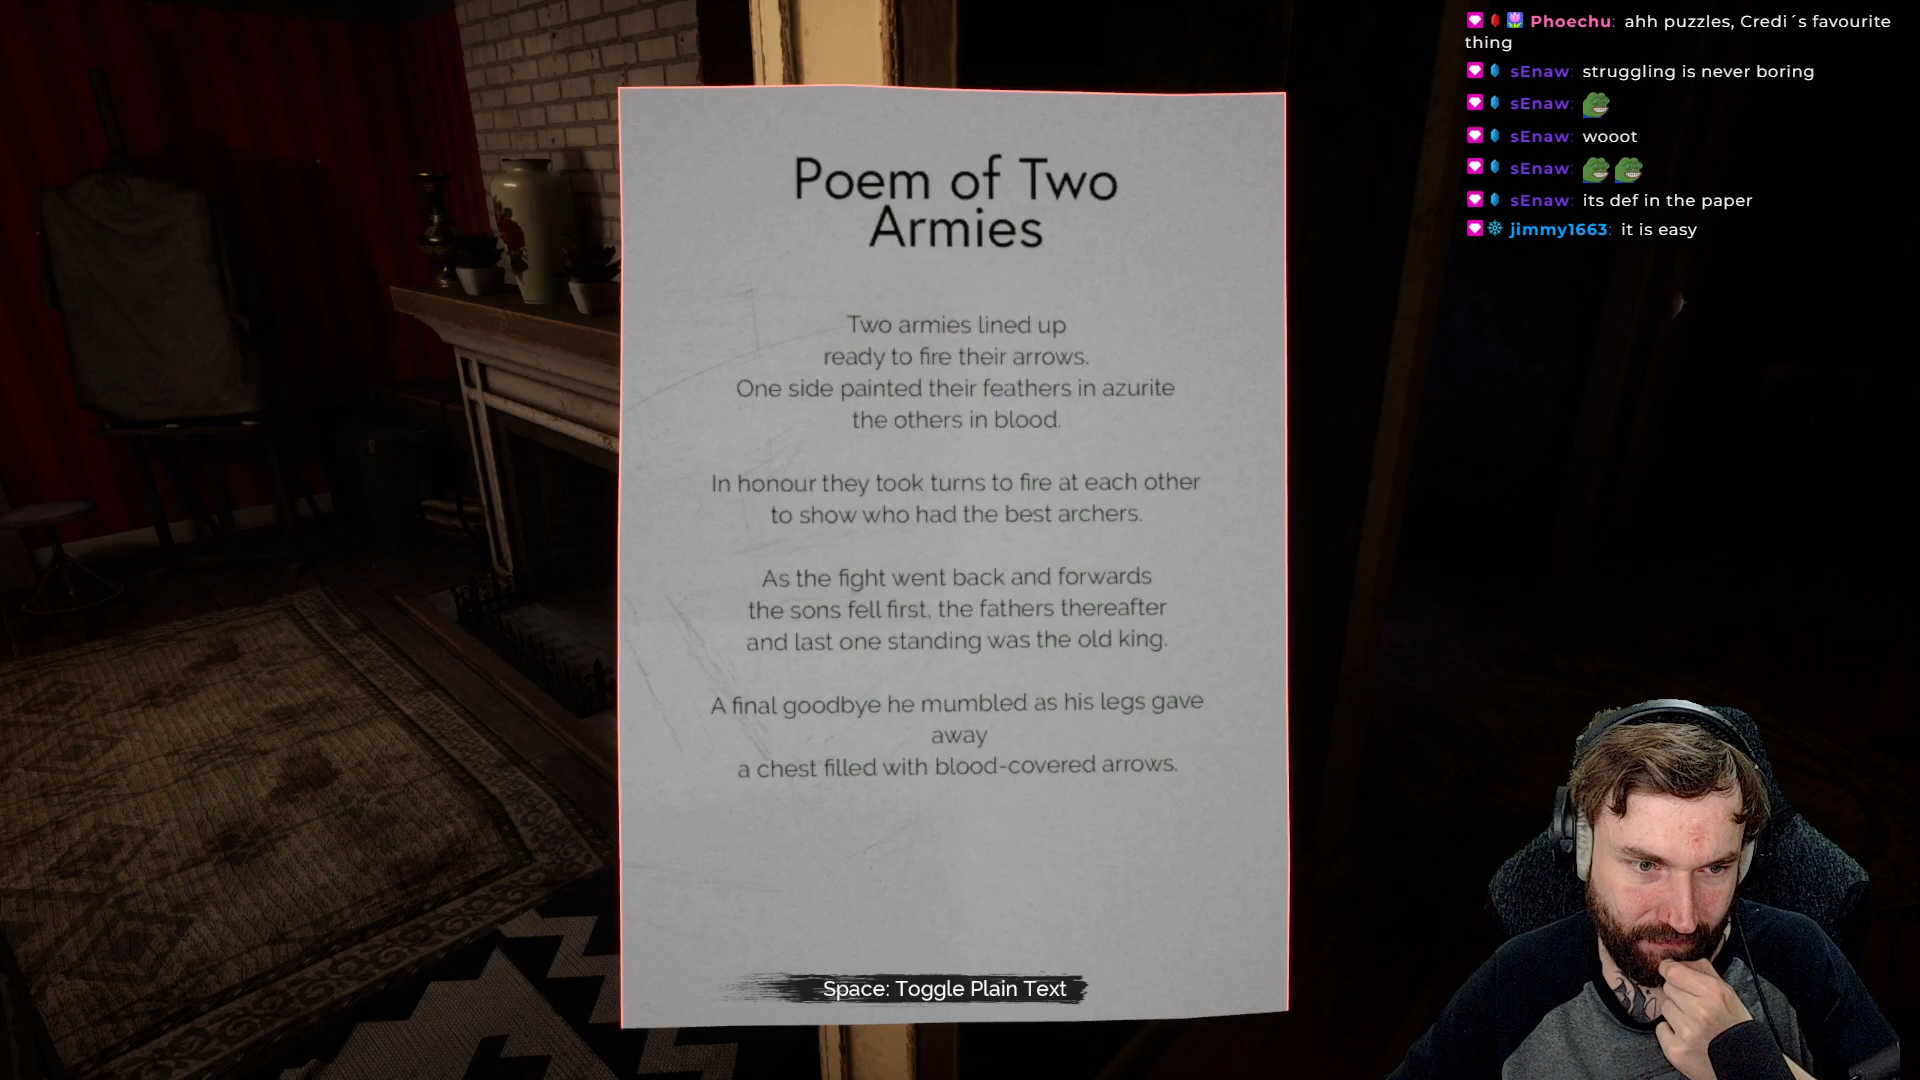 Poem of Two
Armies
Two armies lined up
ready to fire their arrows.
One side painted their feathers in azurite
the others in blood.
In honour they took turns to fire at each other
to show who had the best archers.
As the fight went back and forwards
the sons fell first, the fathers thereafter
and last one standing was the old king.
A final goodbye he mumbled as his legs gave
away
a chest filled with blood-covered arrows.
Space: Toggle Plain Text
Phoechu: ahh puzzles, Credi´s favourite
thing
sEnaw: struggling is never boring
sEnaw:
sEnaw: wooot
sEnaw:
sEnaw: its def in the paper
jimmy1663: it is easy